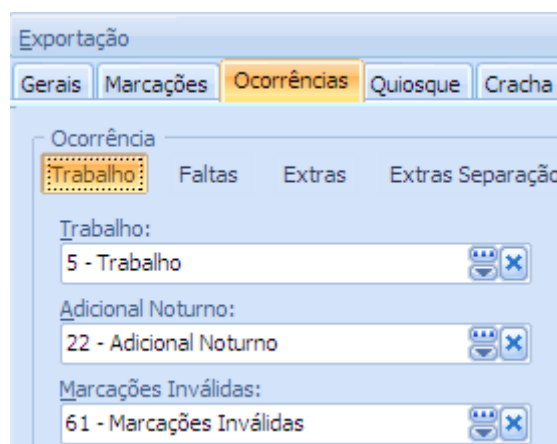 Exportação
Gerais Marcações Ocorrências Quiosque Cracha
Ocorrência
Trabalho Faltas Extras Extras Separação
Trabalho:
5 - Trabalho
Adicional Noturno:
22 - Adicional Noturno
Marcações Inválidas:
61 - Marcações Inválidas